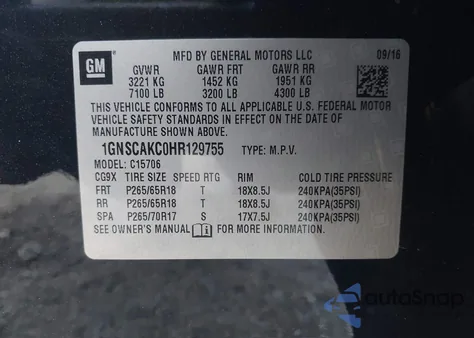 GM
MFD BY GENERAL MOTORS LLC 09/16
GVWR GAWR FRT GAWR RR
3221 KG 1452 KG 1951 KG
7100 LB 3200 LB 4300 LB
THIS VEHICLE CONFORMS TO ALL APPLICABLE U.S. FEDERAL MOTOR
VEHICLE SAFETY STANDARDS IN EFFECT ON THE DATE OF
MANUFACTURE SHOWN ABOVE.
1GNSCAKC0HR129755 TYPE: M.P.V.
MODEL: C15706
CG9X TIRE SIZE SPEED RTG RIM COLD TIRE PRESSURE
FRT P265/65R18 T 18X8.5J 240KPA(35PSI)
RR P265/65R18 T 18X8.5J 240KPA(35PSI)
SPA P265/70R17 S 17X7.5J 240KPA(35PSI)
SEE OWNER'S MANUAL FOR MORE INFORMATION.
autoSnap